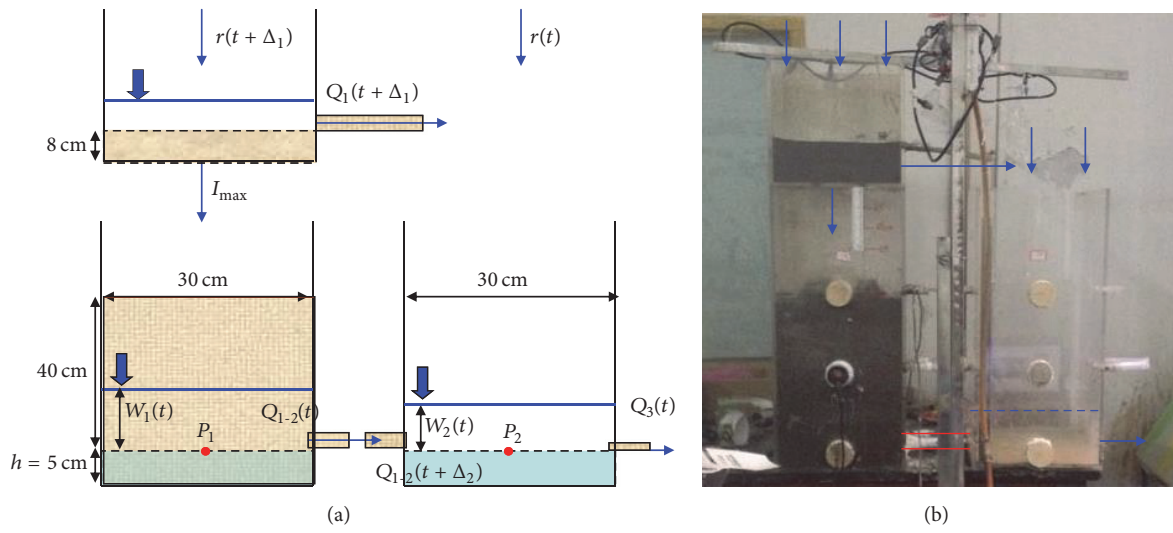 r(t + Δ₁)
r(t)
Q₁(t + Δ₁)
8 cm
I_max
30 cm
30 cm
40 cm
W₁(t)
Q₁₋₂(t)
W₂(t)
Q₃(t)
P₁
P₂
h = 5 cm
Q₁₋₂(t + Δ₂)
(a)
(b)